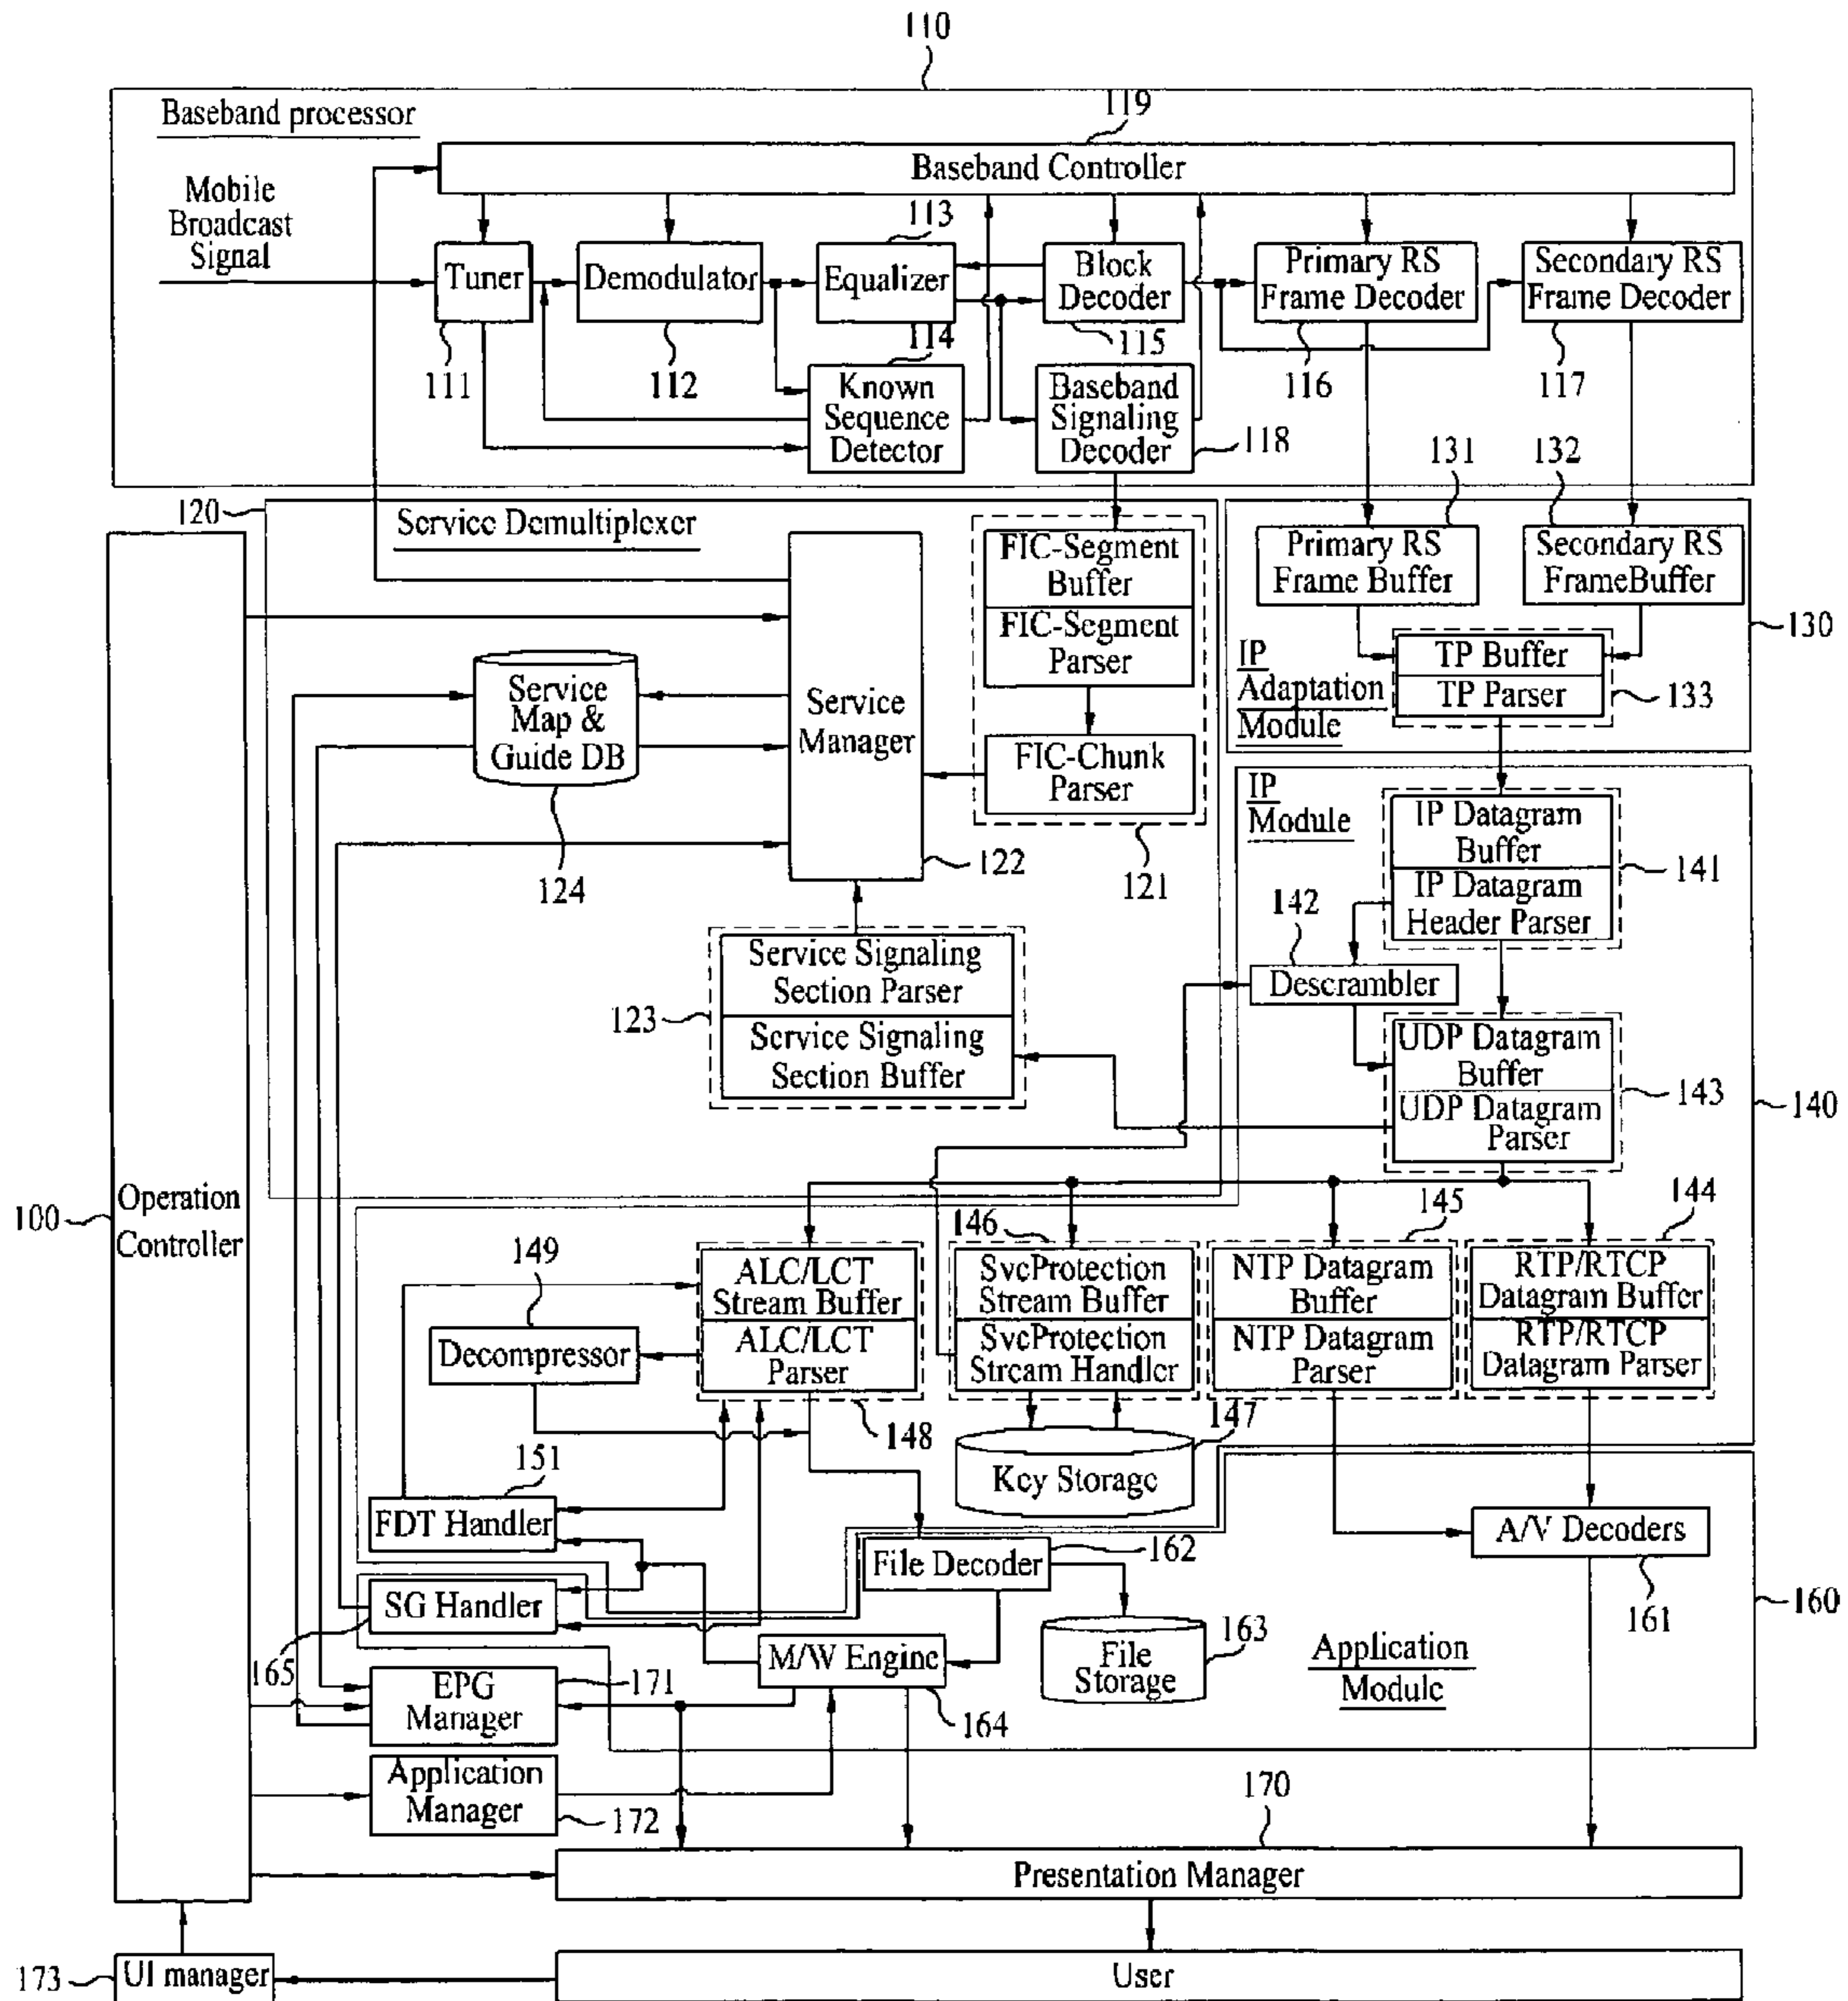 110
Baseband processor
119
Baseband Controller
Mobile
Broadcast
Signal
113
Tuner
Demodulator
Equalizer
Block
Decoder
Primary RS
Frame Decoder
Secondary RS
Frame Decoder
111
112
114
115
116
117
Known
Sequence
Detector
Baseband
Signaling
Decoder
118
131
132
120
Service Demultiplexer
FIC-Segment
Buffer
FIC-Segment
Parser
FIC-Chunk
Parser
121
Primary RS
Frame Buffer
Secondary RS
FrameBuffer
130
IP
Adaptation
Module
TP Buffer
TP Parser
133
Service
Map &
Guide DB
124
Service
Manager
122
IP
Module
IP Datagram
Buffer
IP Datagram
Header Parser
141
142
Descrambler
123
Service Signaling
Section Parser
Service Signaling
Section Buffer
UDP Datagram
Buffer
UDP Datagram
Parser
143
140
100
Operation
Controller
149
Decompressor
ALC/LCT
Stream Buffer
ALC/LCT
Parser
148
146
SvcProtection
Stream Buffer
SvcProtection
Stream Handler
145
NTP Datagram
Buffer
NTP Datagram
Parser
144
RTP/RTCP
Datagram Buffer
RTP/RTCP
Datagram Parser
147
Key Storage
151
FDT Handler
A/V Decoders
161
File Decoder
162
160
SG Handler
165
File
Storage
163
Application
Module
M/W Engine
164
EPG
Manager
171
Application
Manager
172
170
Presentation Manager
173
UI manager
User